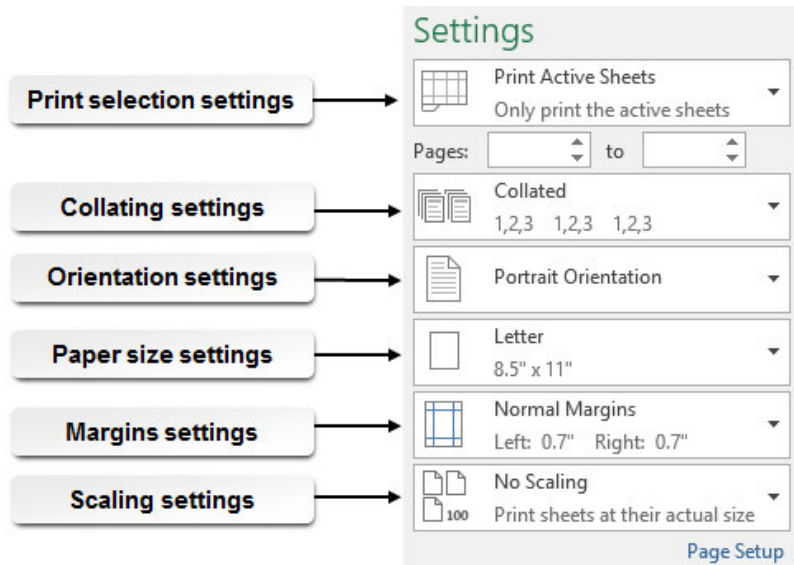 Settings
Print selection settings
Print Active Sheets
Only print the active sheets
Pages: to
Collating settings
Collated
1,2,3 1,2,3 1,2,3
Orientation settings
Portrait Orientation
Paper size settings
Letter
8.5" x 11"
Margins settings
Normal Margins
Left: 0.7" Right: 0.7"
Scaling settings
No Scaling
100
Print sheets at their actual size
Page Setup